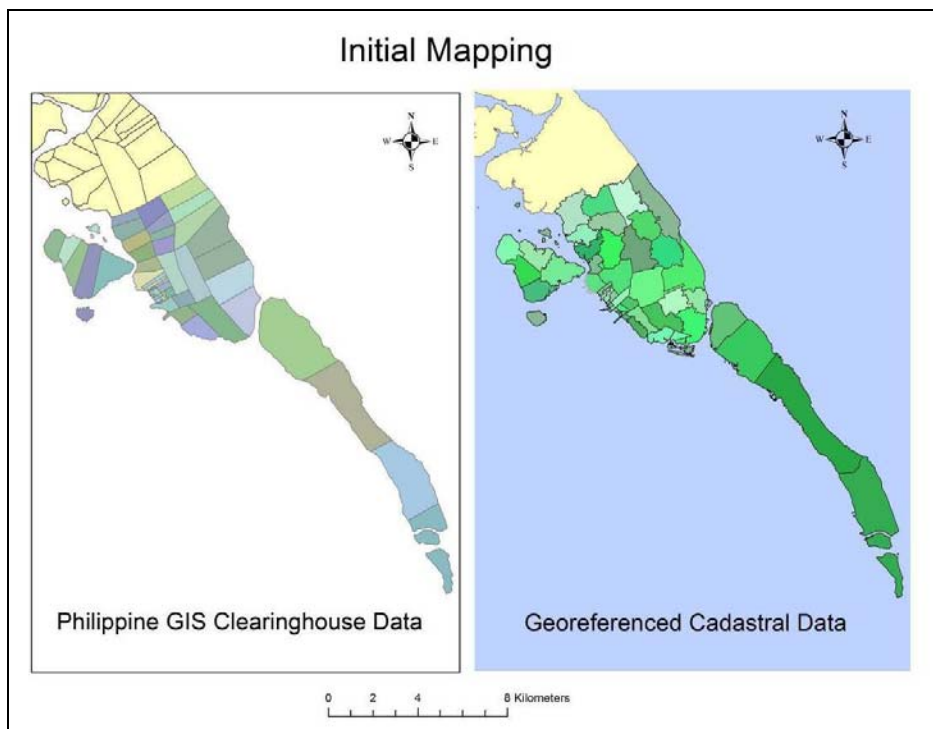 Initial Mapping
N
W E
S
N
W E
S
Philippine GIS Clearinghouse Data
Georeferenced Cadastral Data
0 2 4 8 Kilometers